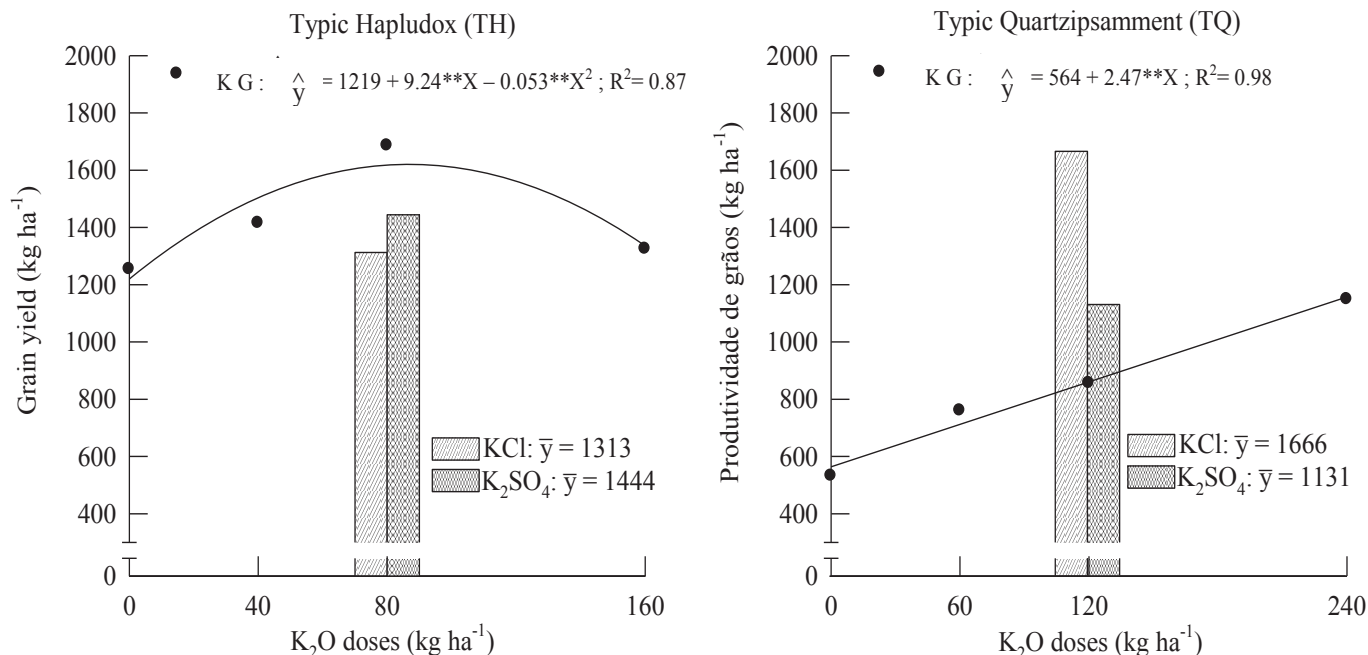 Typic Hapludox (TH)
2000
1800
1600
1400
1200
1000
800
600
400
0
Grain yield (kg ha⁻¹)
K G : ŷ = 1219 + 9.24**X – 0.053**X² ; R²= 0.87
KCl: y̅ = 1313
K₂SO₄: y̅ = 1444
0 40 80 160
K₂O doses (kg ha⁻¹)
Typic Quartzipsamment (TQ)
2000
1800
1600
1400
1200
1000
800
600
400
0
Produtividade de grãos (kg ha⁻¹)
K G : ŷ = 564 + 2.47**X ; R²= 0.98
KCl: y̅ = 1666
K₂SO₄: y̅ = 1131
0 60 120 240
K₂O doses (kg ha⁻¹)